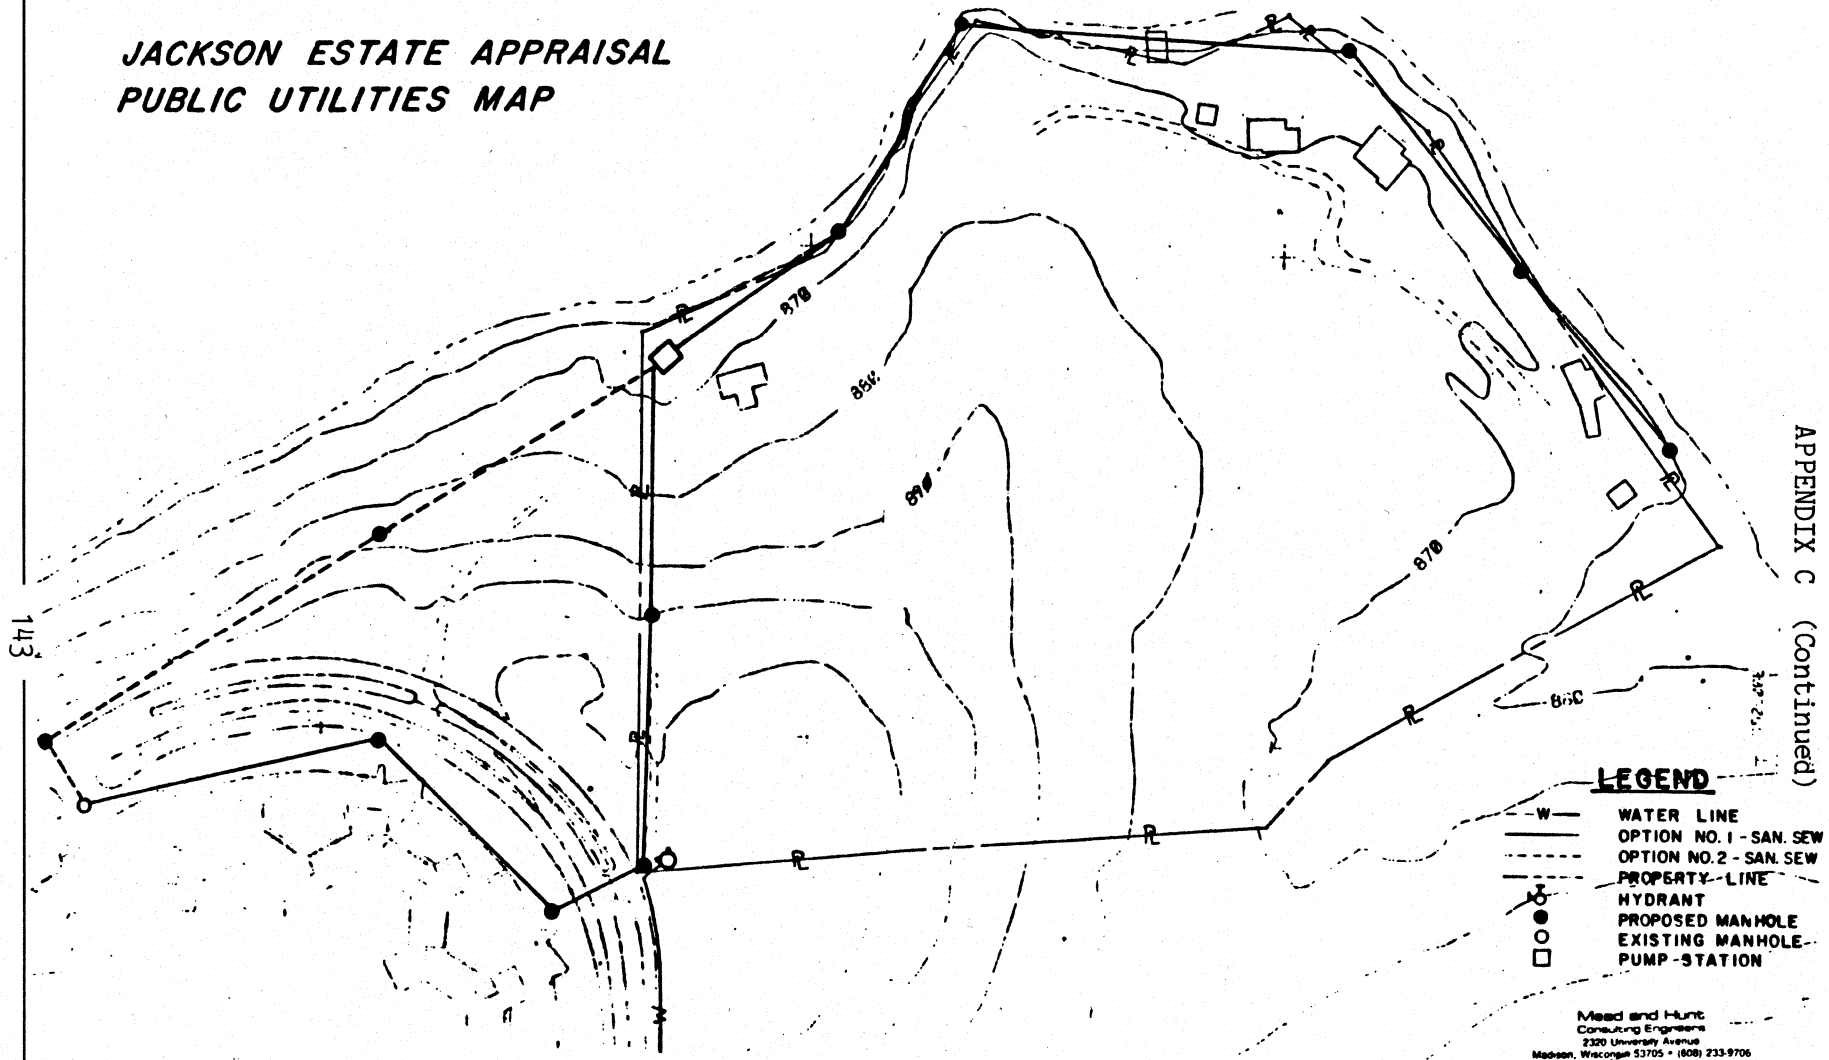 JACKSON ESTATE APPRAISAL
PUBLIC UTILITIES MAP
870
890
870
APPENDIX C (Continued)
143
LEGEND
W WATER LINE
OPTION NO. 1 - SAN. SEW
OPTION NO. 2 - SAN. SEW
PROPERTY LINE
HYDRANT
PROPOSED MANHOLE
EXISTING MANHOLE
PUMP STATION
W
Mead and Hunt
Consulting Engineers
2320 University Avenue
Madison, Wisconsin 53705 • (608) 233-9706